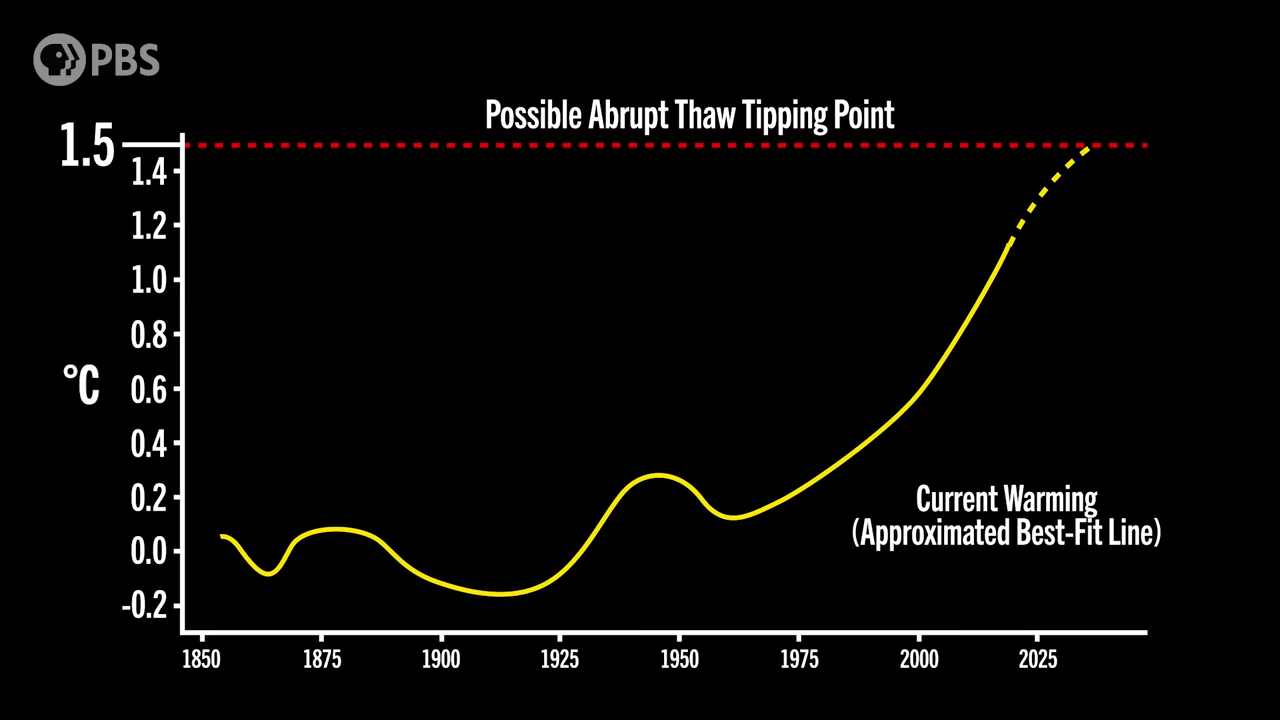 PBS
Possible Abrupt Thaw Tipping Point
1.5
1.4
1.2
1.0
0.8
°C
0.6
0.4
0.2
0.0
-0.2
Current Warming
(Approximated Best-Fit Line)
1850 1875 1900 1925 1950 1975 2000 2025